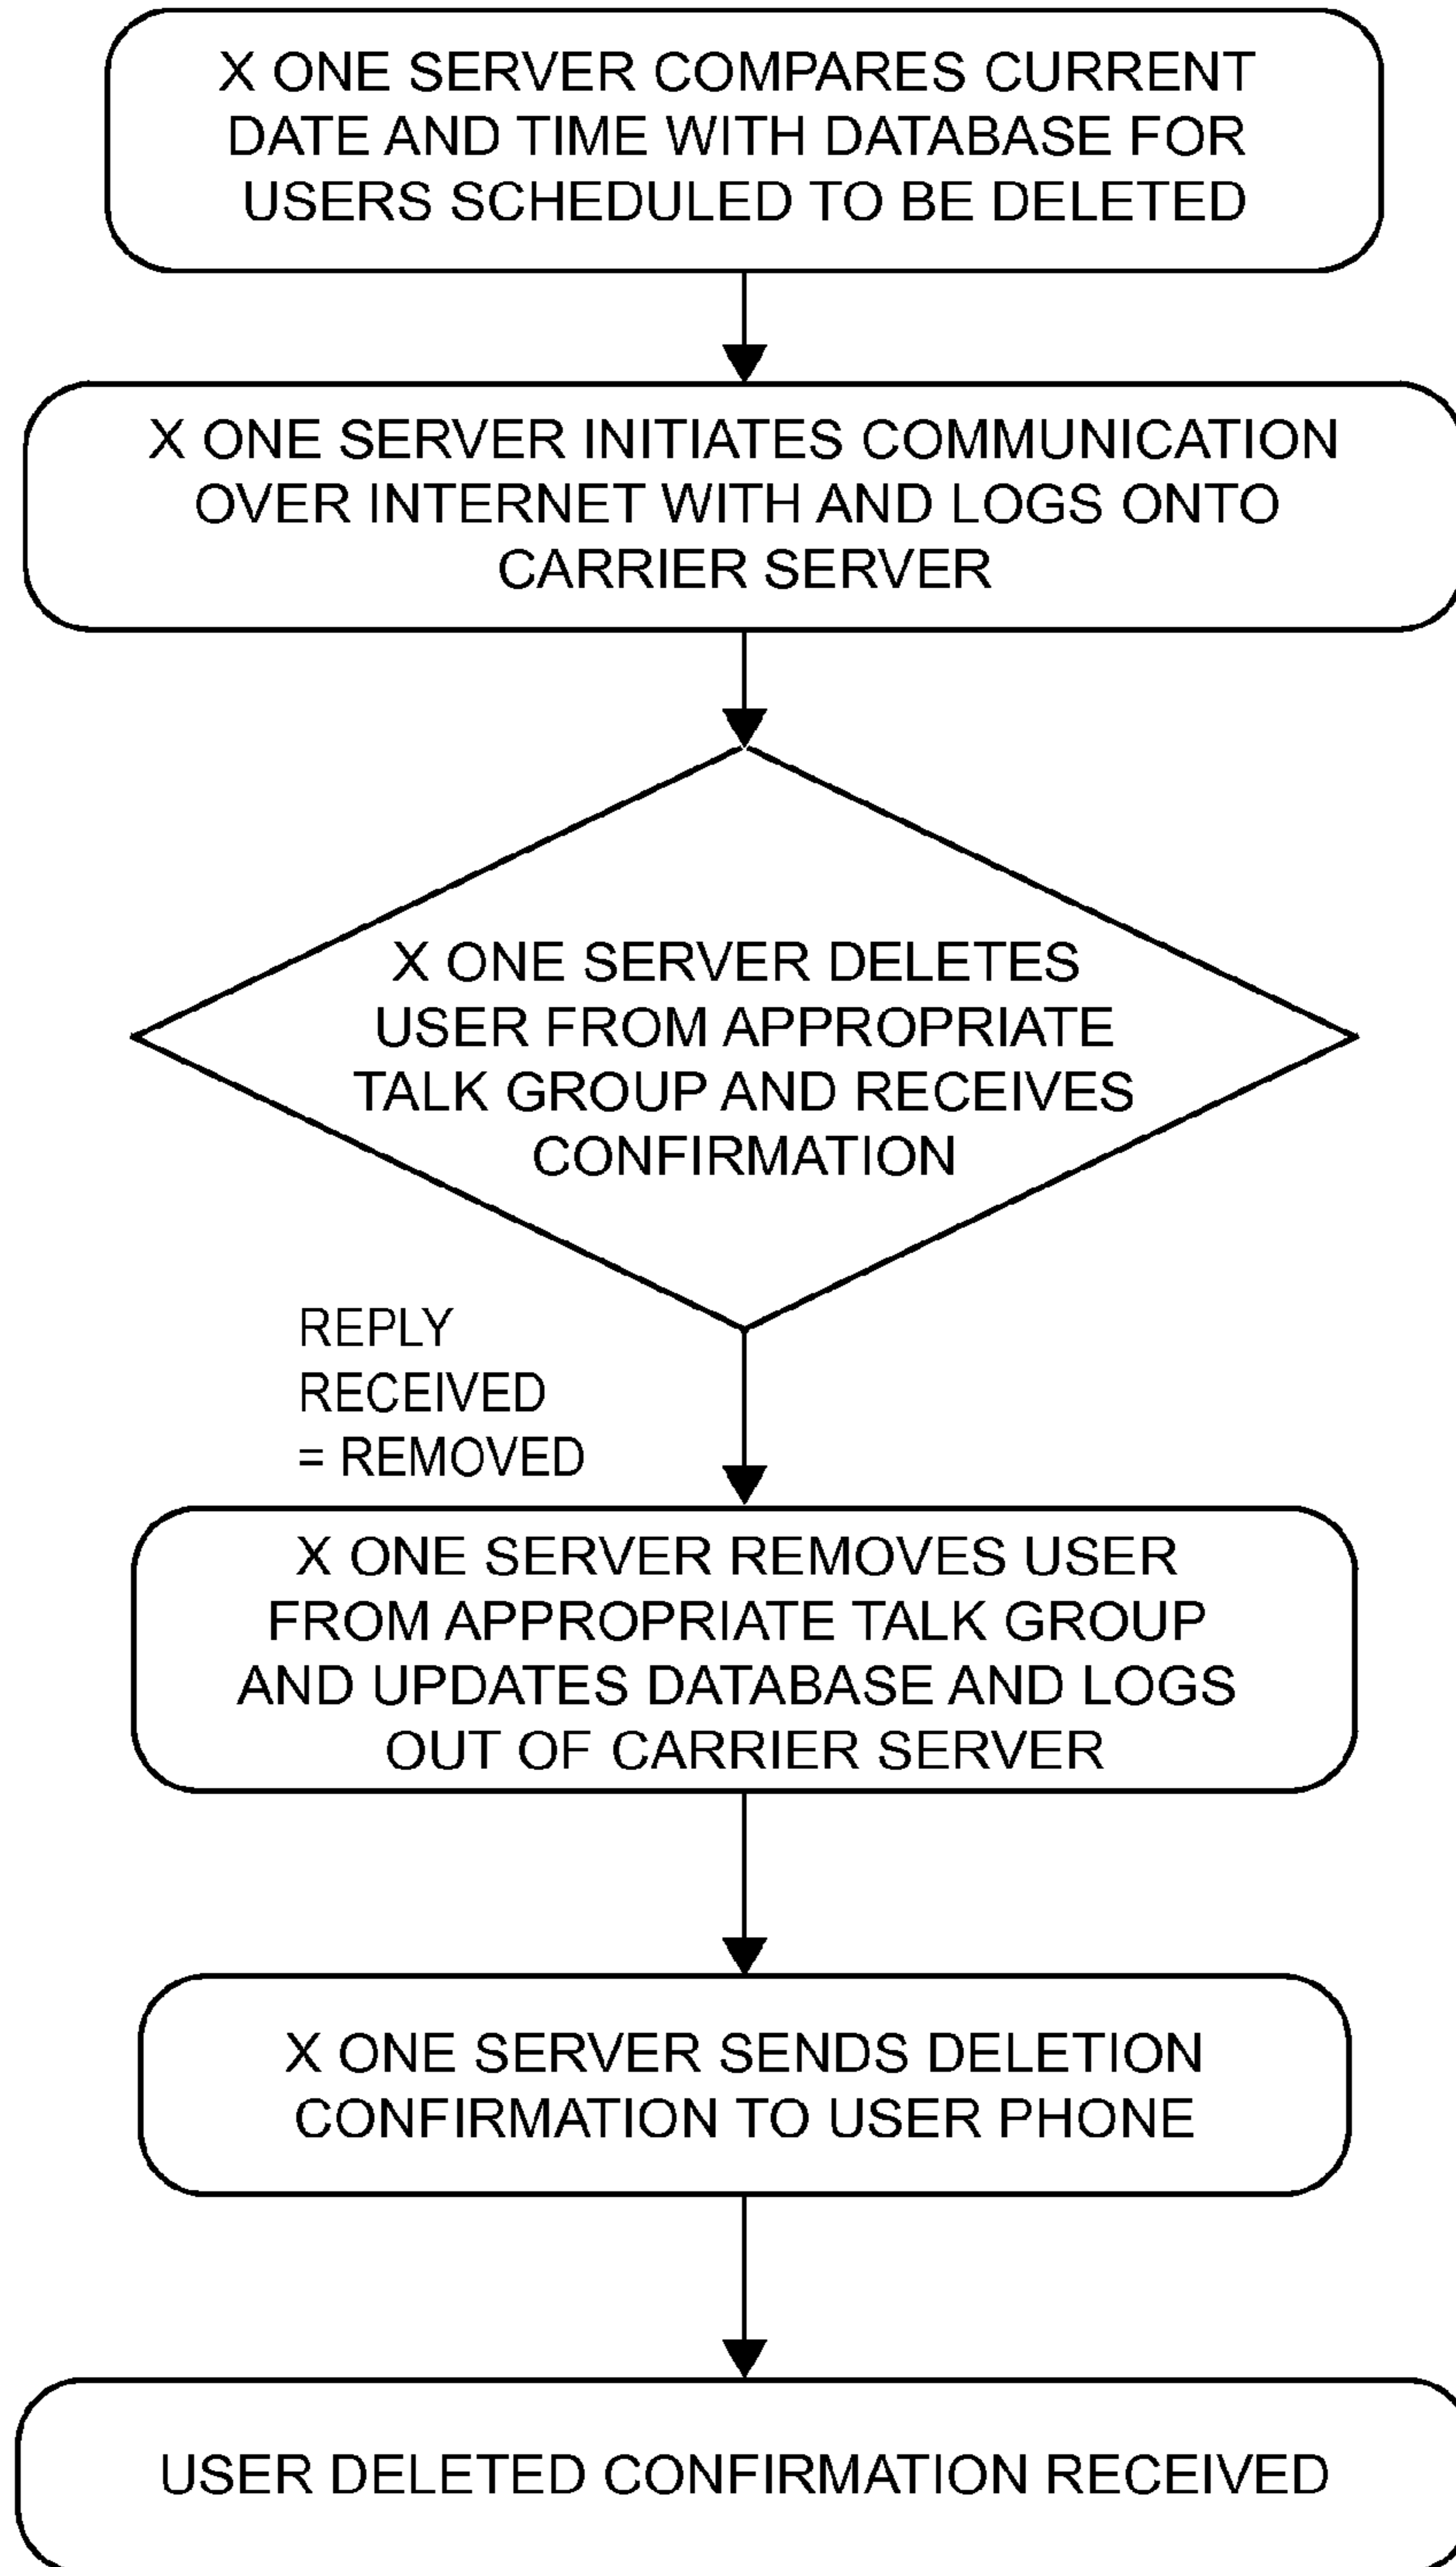 X ONE SERVER COMPARES CURRENT
DATE AND TIME WITH DATABASE FOR
USERS SCHEDULED TO BE DELETED
X ONE SERVER INITIATES COMMUNICATION
OVER INTERNET WITH AND LOGS ONTO
CARRIER SERVER
X ONE SERVER DELETES
USER FROM APPROPRIATE
TALK GROUP AND RECEIVES
CONFIRMATION
REPLY
RECEIVED
= REMOVED
X ONE SERVER REMOVES USER
FROM APPROPRIATE TALK GROUP
AND UPDATES DATABASE AND LOGS
OUT OF CARRIER SERVER
X ONE SERVER SENDS DELETION
CONFIRMATION TO USER PHONE
USER DELETED CONFIRMATION RECEIVED